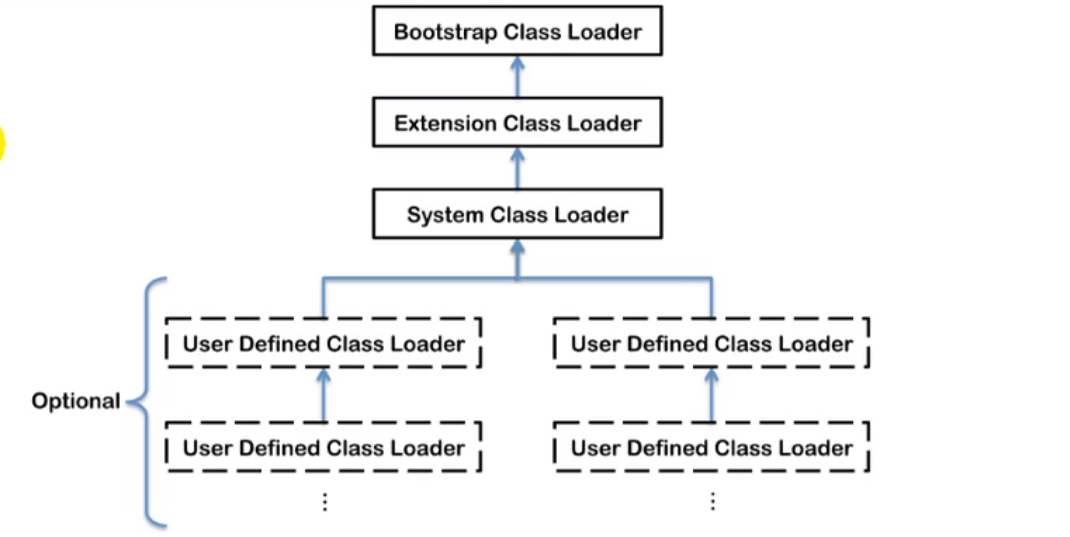 Bootstrap Class Loader
Extension Class Loader
System Class Loader
User Defined Class Loader
User Defined Class Loader
Optional
User Defined Class Loader
User Defined Class Loader